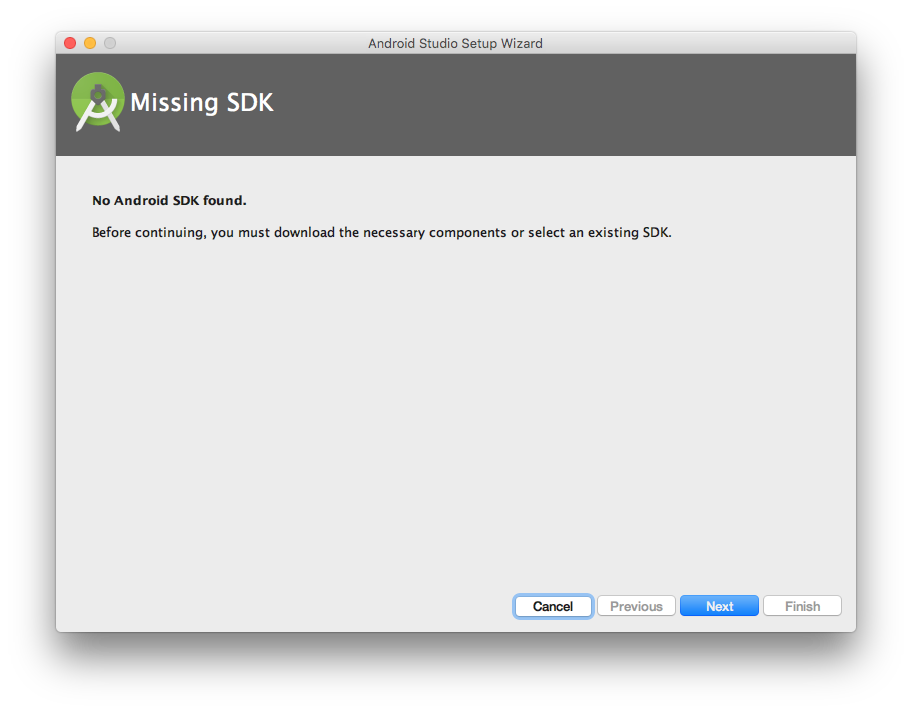 Android Studio Setup Wizard
Missing SDK
No Android SDK found.
Before continuing, you must download the necessary components or select an existing SDK.
Cancel Previous Next Finish